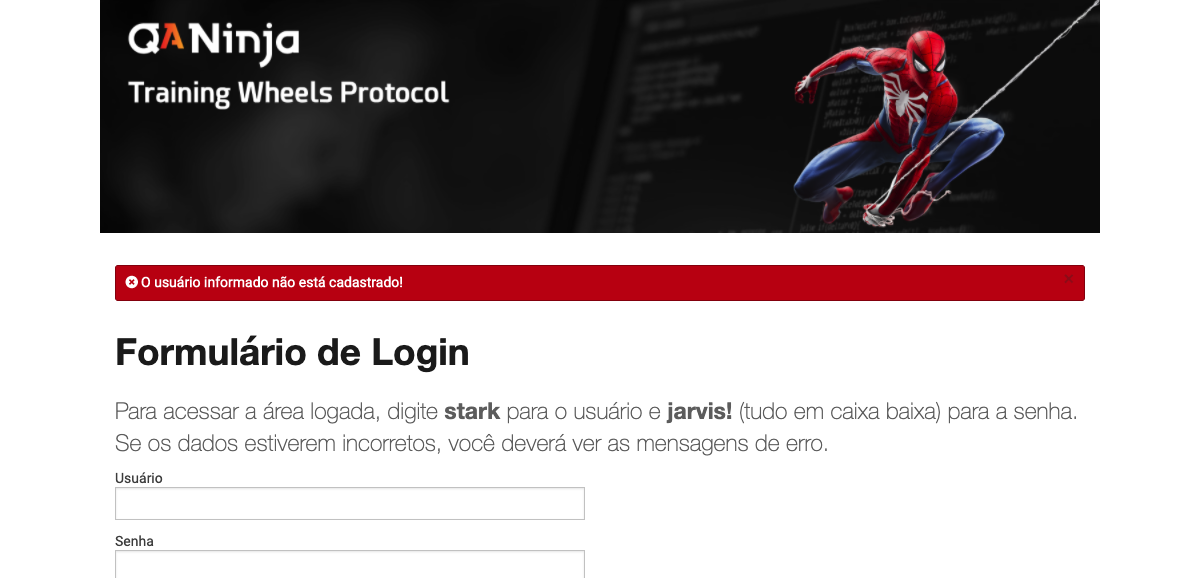 QANinja
Training Wheels Protocol
O usuário informado não está cadastrado!
×
Formulário de Login
Para acessar a área logada, digite stark para o usuário e jarvis! (tudo em caixa baixa) para a senha.
Se os dados estiverem incorretos, você deverá ver as mensagens de erro.
Usuário
Senha